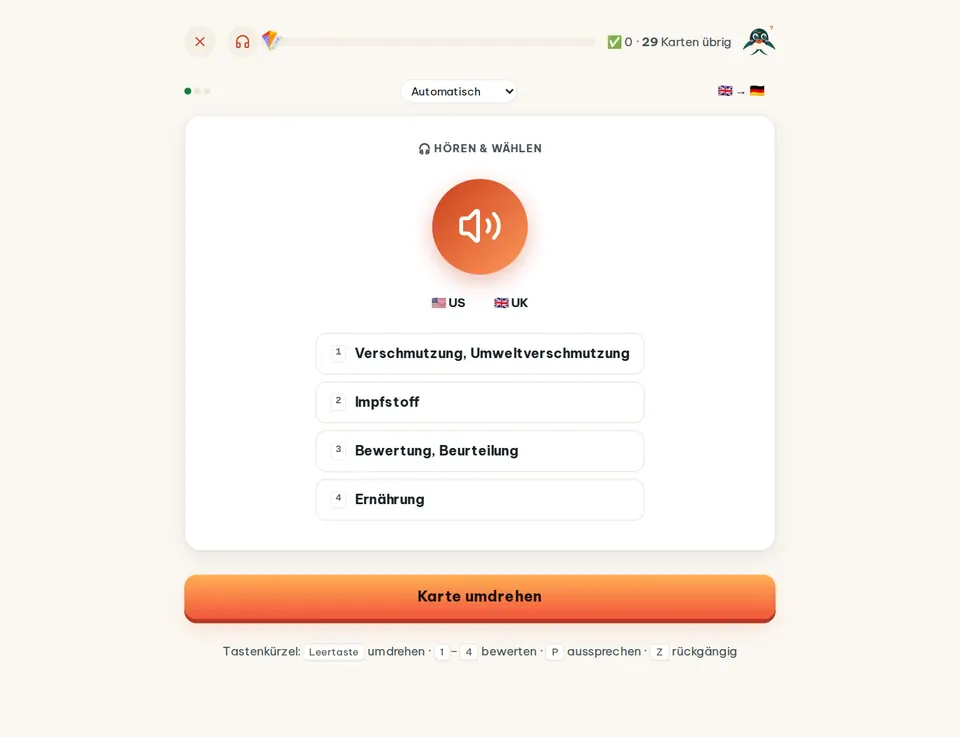 ✅ 0 · 29 Karten übrig
Automatisch
🇬🇧 → 🇩🇪
🎧 HÖREN & WÄHLEN
🇺🇸 US 🇬🇧 UK
1 Verschmutzung, Umweltverschmutzung
2 Impfstoff
3 Bewertung, Beurteilung
4 Ernährung
Karte umdrehen
Tastenkürzel: Leertaste umdrehen · 1 – 4 bewerten · P aussprechen · Z rückgängig